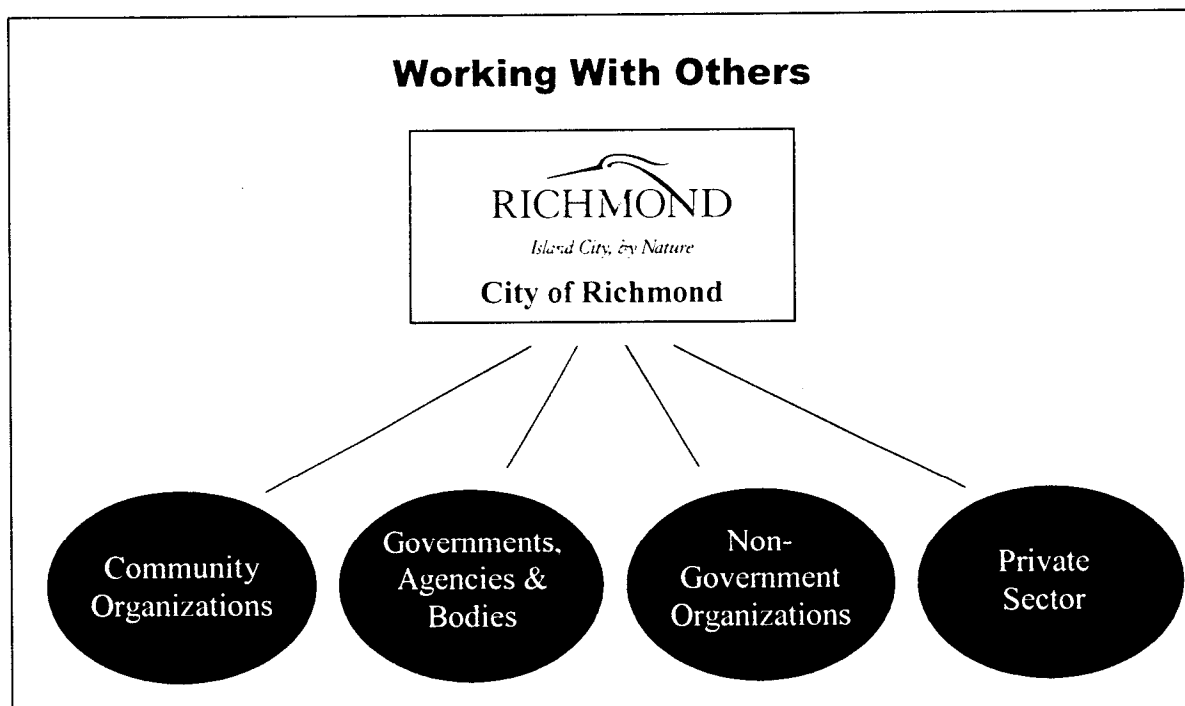 Working With Others
RICHMOND
Island City, by Nature
City of Richmond
Community
Organizations
Governments,
Agencies &
Bodies
Non-
Government
Organizations
Private
Sector